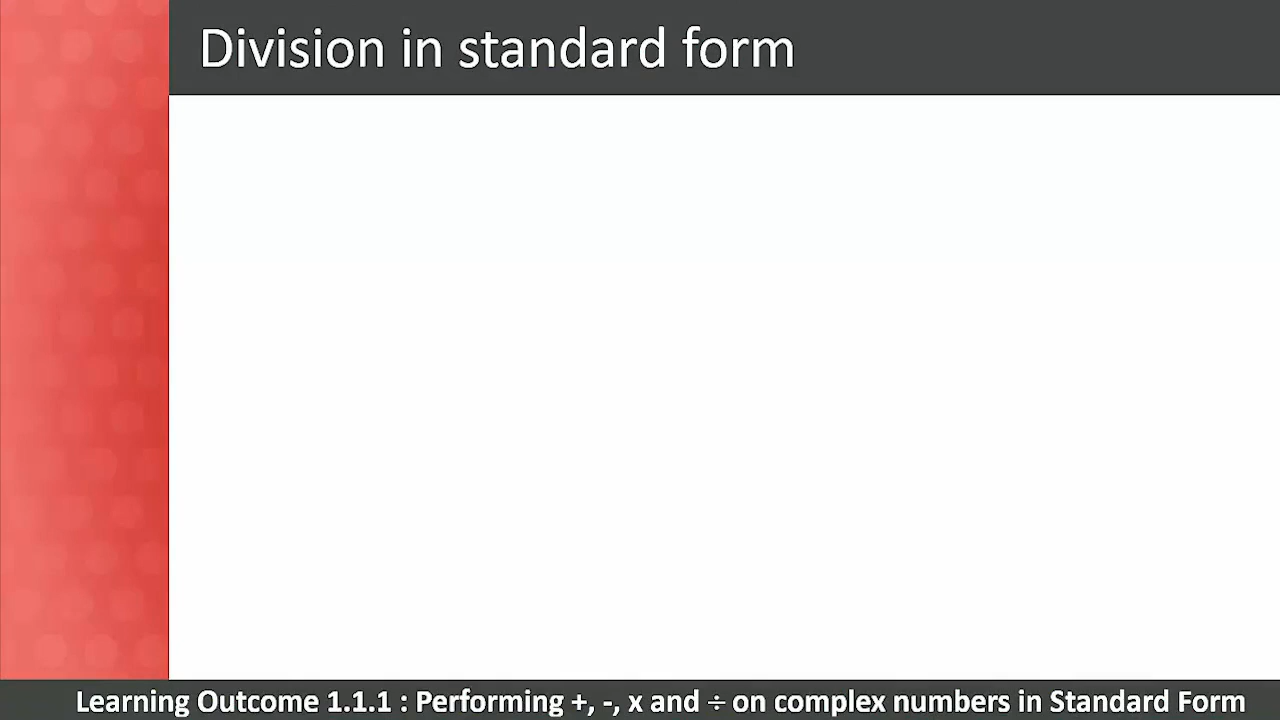 Division in standard form
Learning Outcome 1.1.1 : Performing +, -, x and ÷ on complex numbers in Standard Form